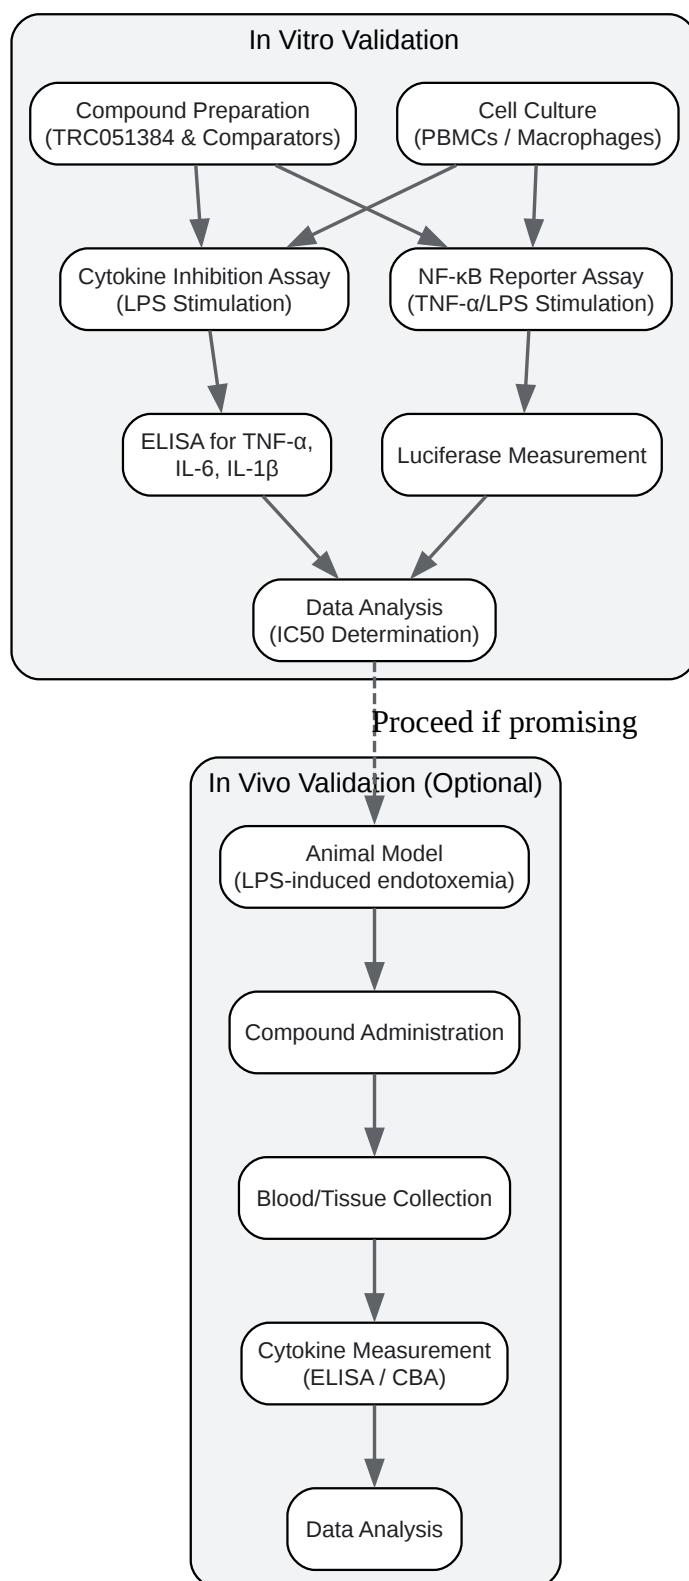 In Vitro Validation
Compound Preparation
(TRC051384 & Comparators)
Cell Culture
(PBMCs / Macrophages)
Cytokine Inhibition Assay
(LPS Stimulation)
NF-κB Reporter Assay
(TNF-α/LPS Stimulation)
ELISA for TNF-α,
IL-6, IL-1β
Luciferase Measurement
Data Analysis
(IC50 Determination)
Proceed if promising
In Vivo Validation (Optional)
Animal Model
(LPS-induced endotoxemia)
Compound Administration
Blood/Tissue Collection
Cytokine Measurement
(ELISA / CBA)
Data Analysis